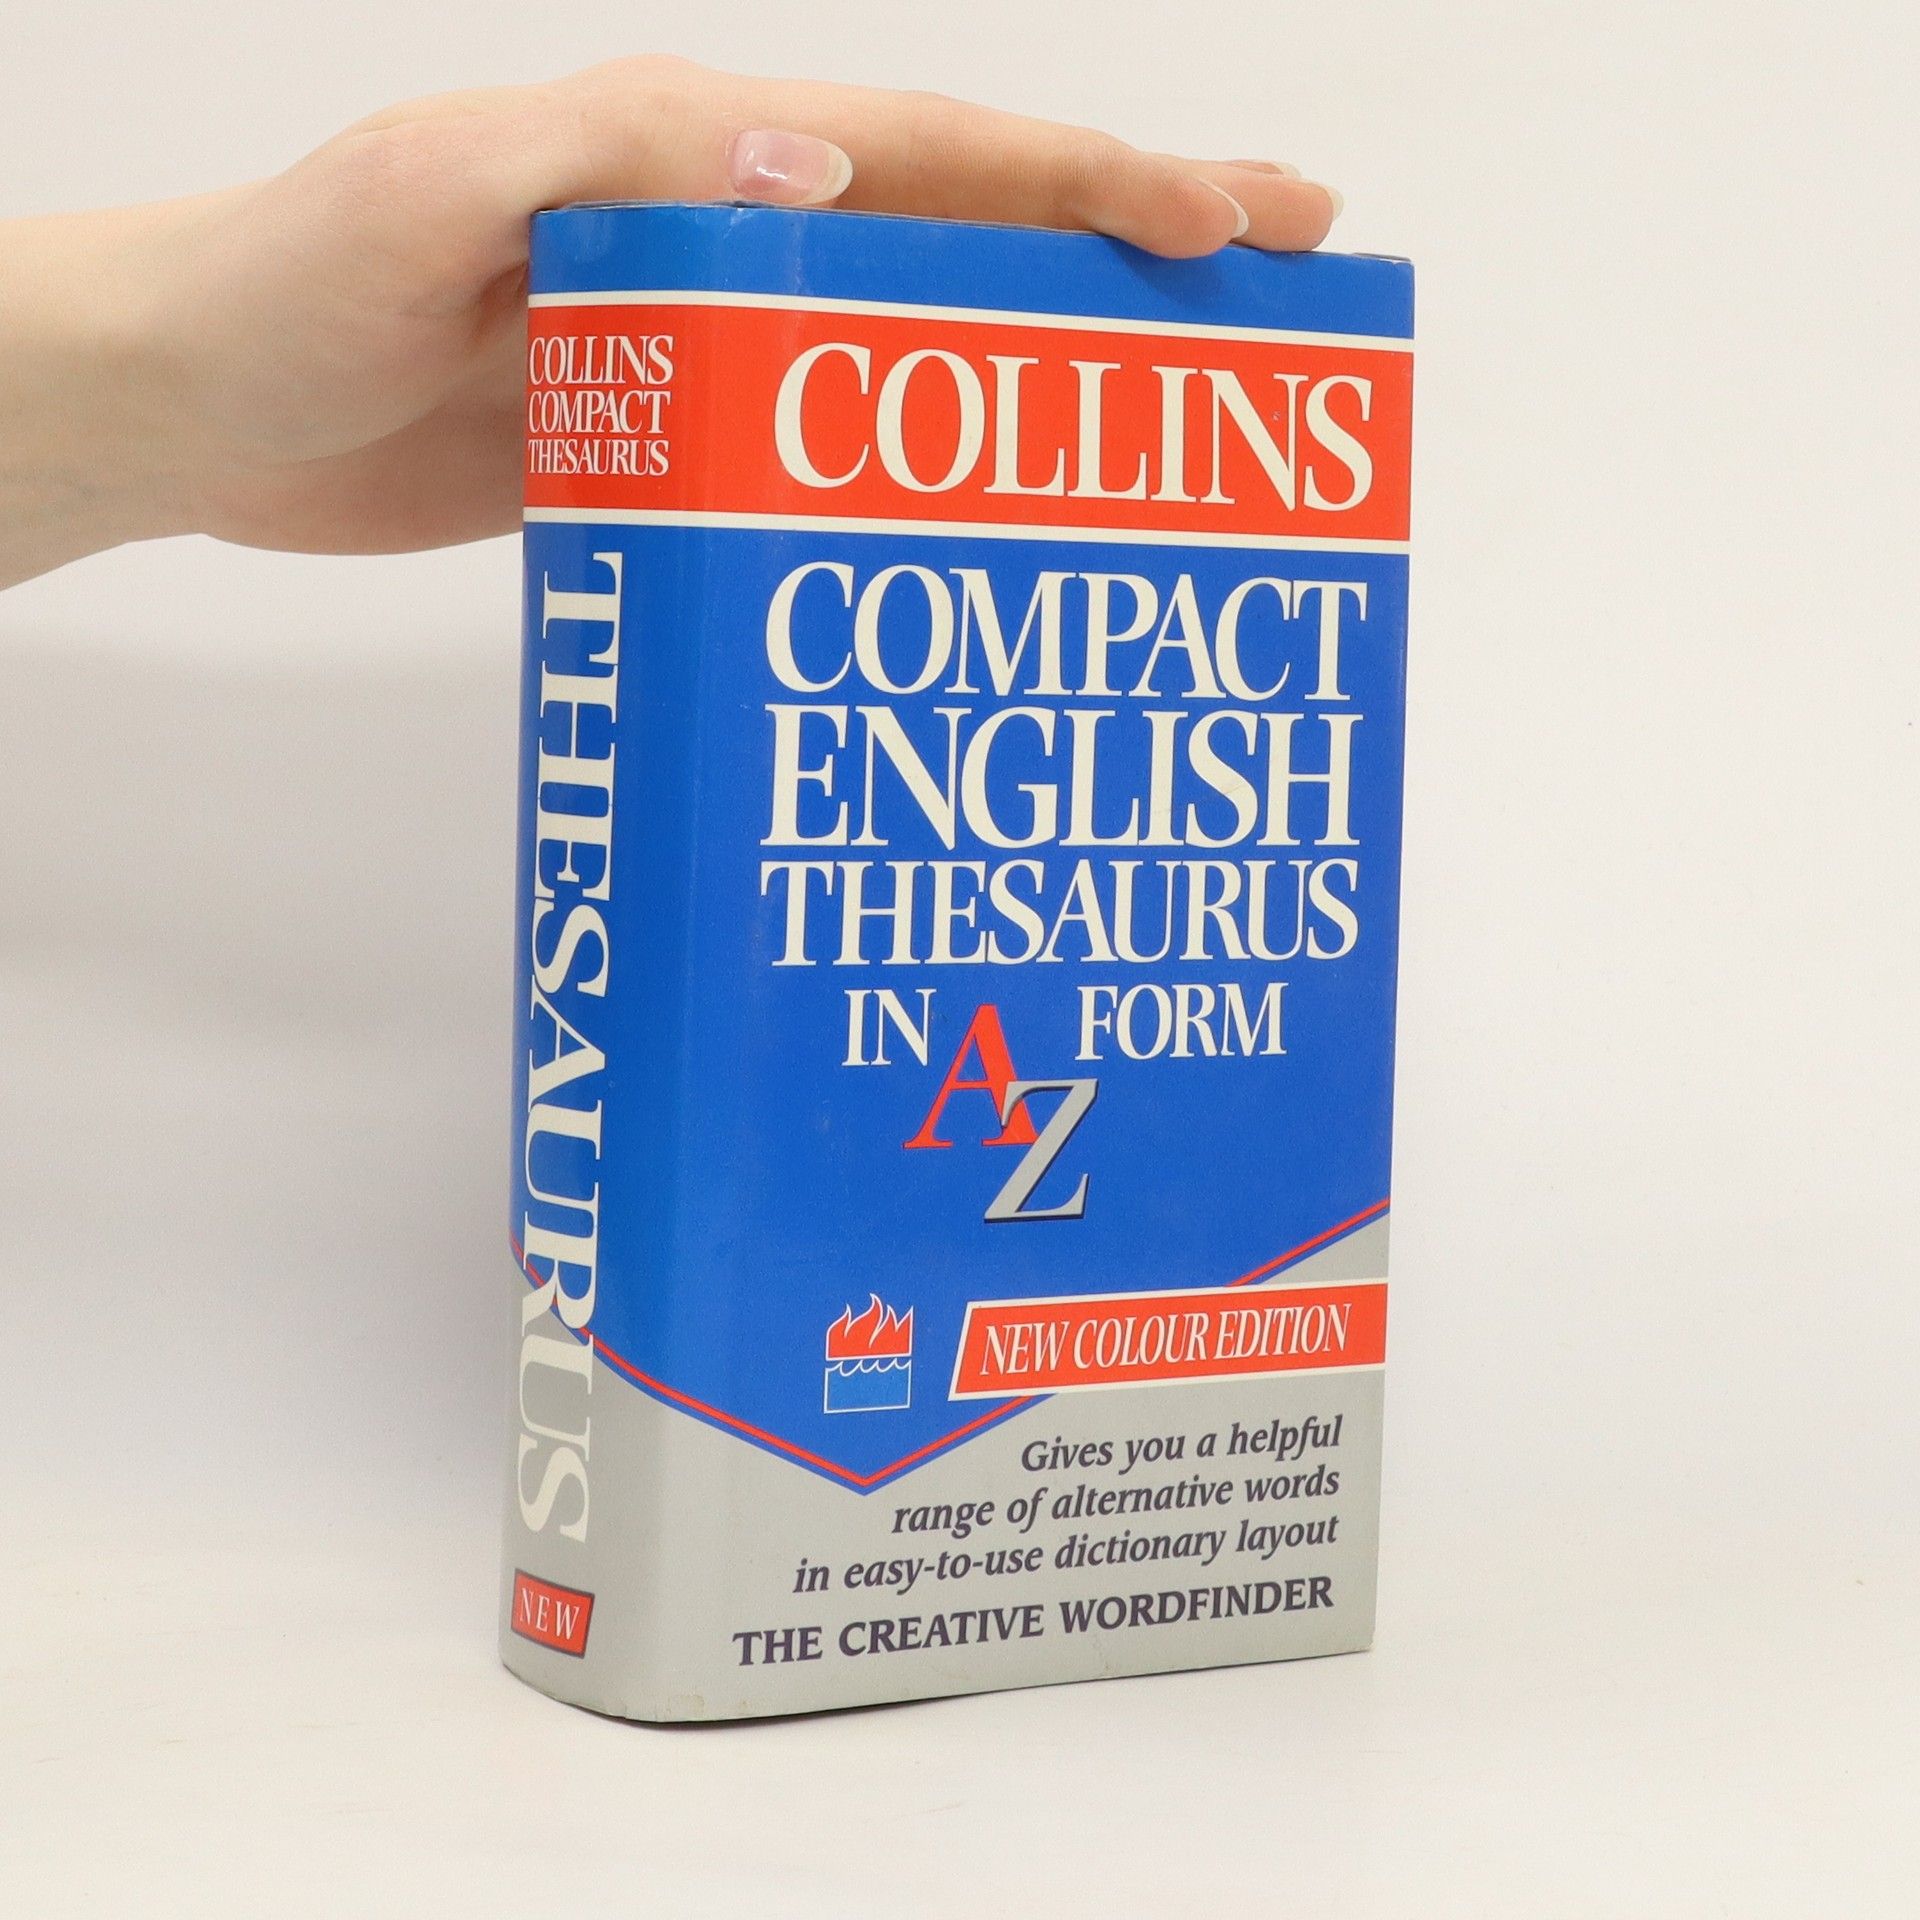 COLLINS
COMPACT
THESAURUS
THESAURUS
NEW
COLLINS
COMPACT
ENGLISH
THESAURUS
IN AZ FORM
NEW COLOUR EDITION
Gives you a helpful
range of alternative words
in easy-to-use dictionary layout
THE CREATIVE WORDFINDER